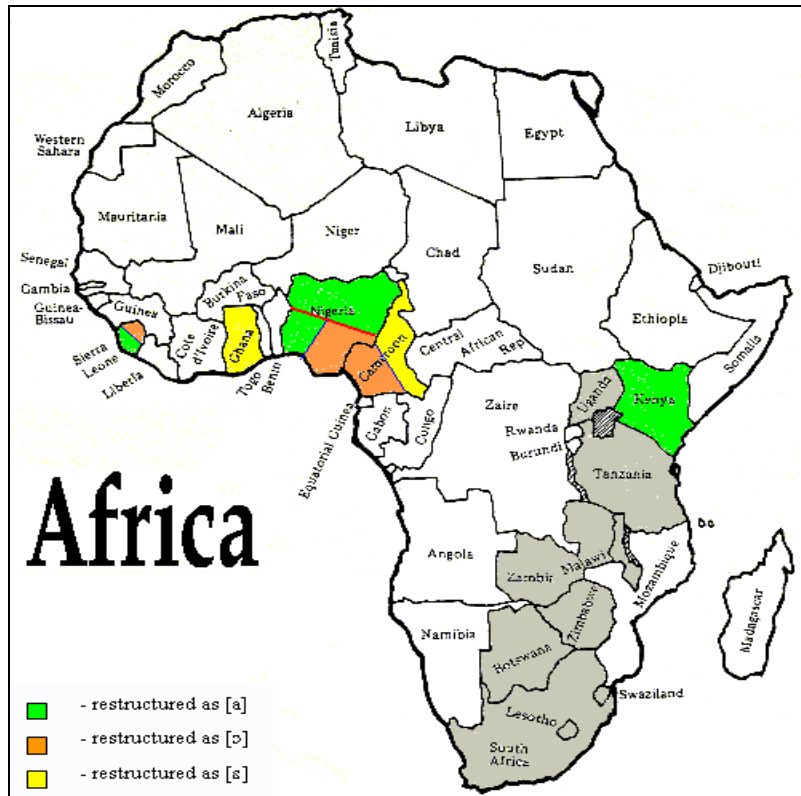 Tunisia
Morocco
Algeria
Libya
Egypt
Western
Sahara
Mauritania
Mali
Niger
Chad
Sudan
Senegal
Gambia
Guinea-
Bissau
Guinea
Burkina
Faso
Nigeria
Djibouti
Ethiopia
Somalia
Sierra
Leone
Liberia
Cote
d'Ivoire
Ghana
Togo
Benin
Cameroon
Central
African
Rep
Equatorial Guinea
Gabon
Congo
Zaire
Uganda
Kenya
Rwanda
Burundi
Tanzania
Africa
Angola
Zambir
Malawi
Mozambique
Zimbabwe
Madagascar
Namibia
Botswana
Swaziland
Lesotho
South
Africa
- restructured as [a]
- restructured as [ɔ]
- restructured as [ɛ]